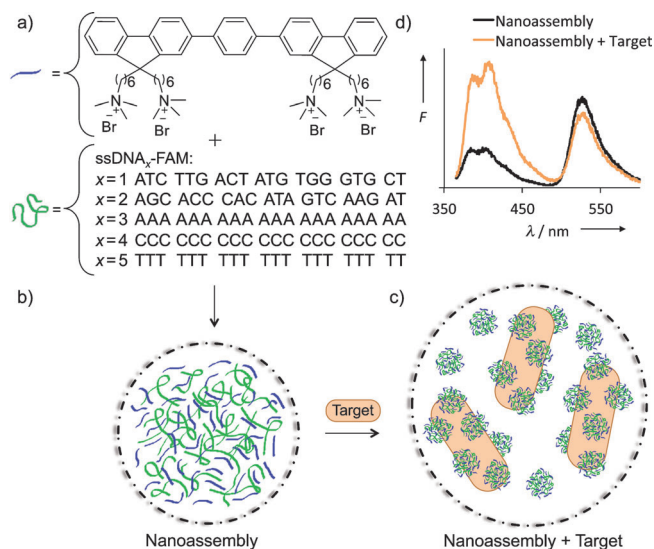 a)
( )6 ( )6 ( )6 ( )6
N+ N+ N+ N+
Br− Br− Br− Br−
+
ssDNAx-FAM:
x = 1 ATC TTG ACT ATG TGG GTG CT
x = 2 AGC ACC CAC ATA GTC AAG AT
x = 3 AAA AAA AAA AAA AAA AAA AA
x = 4 CCC CCC CCC CCC CCC CCC CC
x = 5 TTT TTT TTT TTT TTT TTT TT
d)
Nanoassembly
Nanoassembly + Target
F
350 450 550
λ / nm
b)
Nanoassembly
Target
c)
Nanoassembly + Target